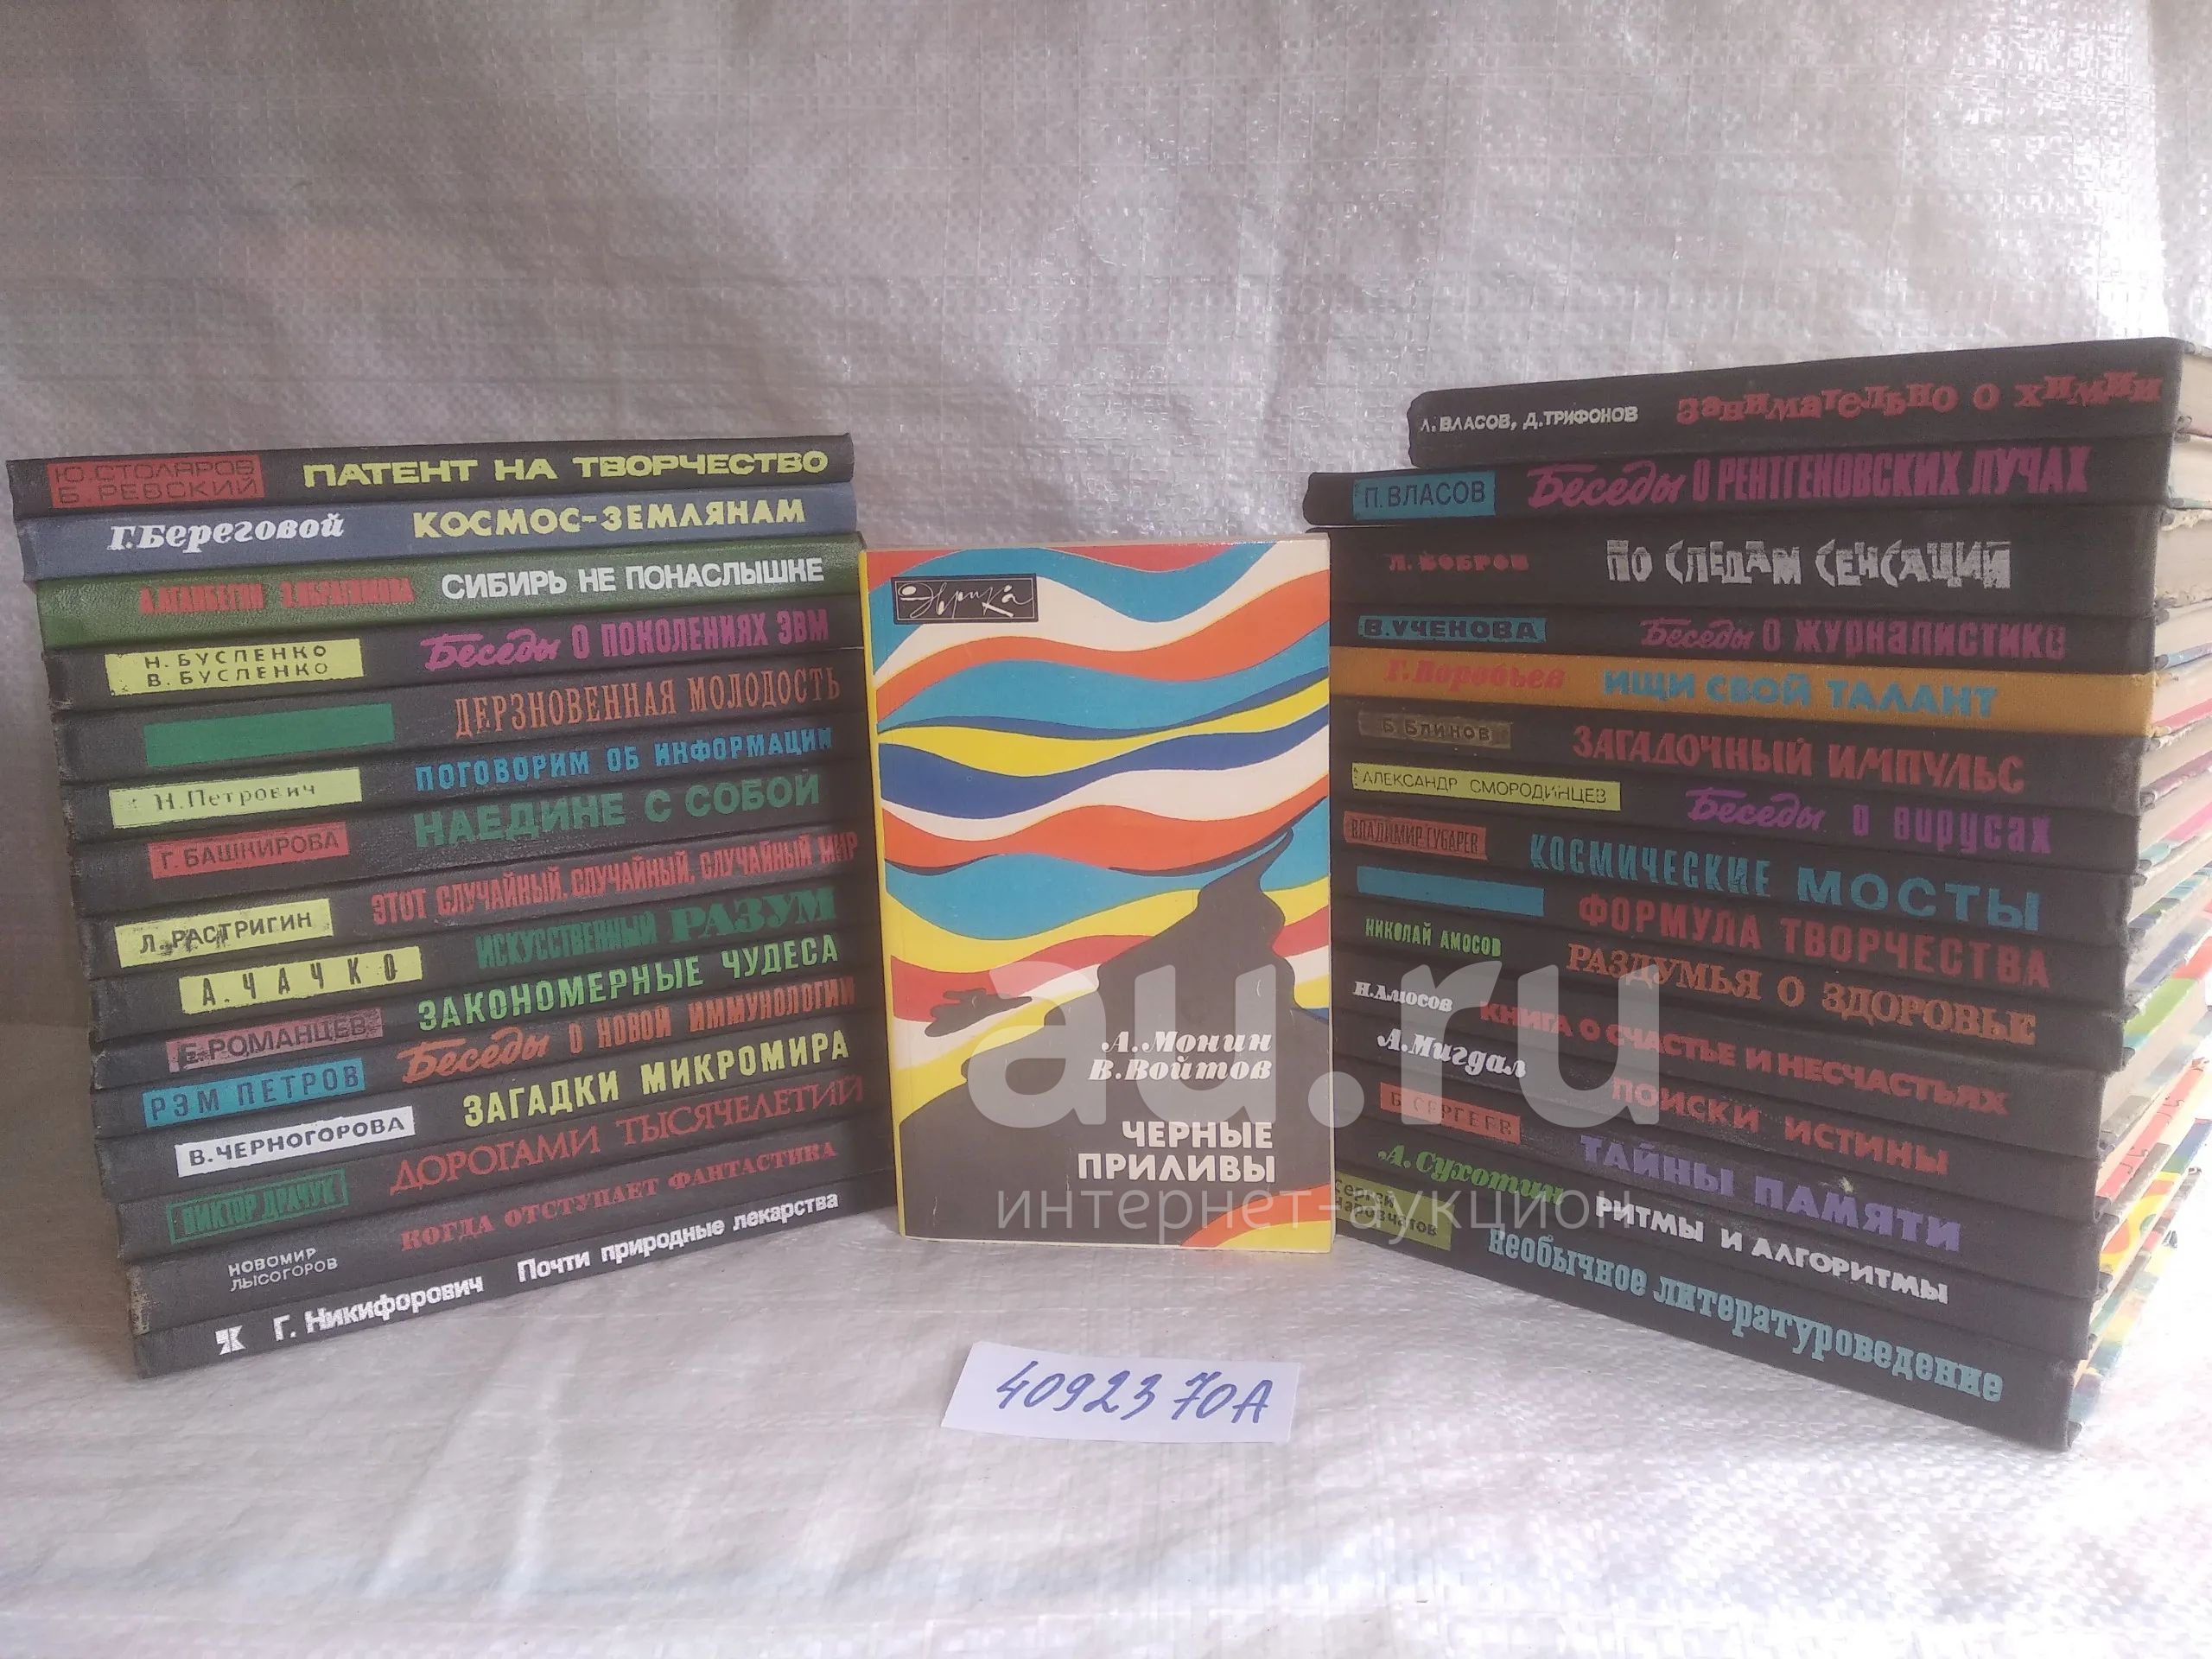 Ю. СТОЛЯРОВ
Б. РЕВСКИЙ
ПАТЕНТ НА ТВОРЧЕСТВО
Г. Береговой КОСМОС-ЗЕМЛЯНАМ
СИБИРЬ НЕ ПОНАСЛЫШКЕ
Н. БУСЛЕНКО
В. БУСЛЕНКО
Беседы О ПОКОЛЕНИЯХ ЭВМ
ДЕРЗНОВЕННАЯ МОЛОДОСТЬ
Н. Петрович ПОГОВОРИМ ОБ ИНФОРМАЦИИ
Г. БАШКИРОВА НАЕДИНЕ С СОБОЙ
Л. РАСТРИГИН ЭТОТ СЛУЧАЙНЫЙ, СЛУЧАЙНЫЙ, СЛУЧАЙНЫЙ МИР
А. ЧАЧКО ИСКУССТВЕННЫЙ РАЗУМ
Е. РОМАНЦЕВ ЗАКОНОМЕРНЫЕ ЧУДЕСА
РЭМ ПЕТРОВ Беседы О НОВОЙ ИММУНОЛОГИИ
В. ЧЕРНОГОРОВА ЗАГАДКИ МИКРОМИРА
ВИКТОР ДРАЧУК ДОРОГАМИ ТЫСЯЧЕЛЕТИЙ
НОВОМИР
ЛЫСОГОРОВ
КОГДА ОТСТУПАЕТ ФАНТАСТИКА
Г. Никифорович Почти природные лекарства
Эврика
А. Монин
В. Войтов
ЧЕРНЫЕ
ПРИЛИВЫ
Л. ВЛАСОВ, Д. ТРИФОНОВ Занимательно о химии
П. ВЛАСОВ Беседы О РЕНТГЕНОВСКИХ ЛУЧАХ
Л. БОБРОВ ПО СЛЕДАМ СЕНСАЦИЙ
В. УЧЕНОВА Беседы О ЖУРНАЛИСТИКЕ
Г. Воробьев ИЩИ СВОЙ ТАЛАНТ
Б. Блинов ЗАГАДОЧНЫЙ ИМПУЛЬС
АЛЕКСАНДР СМОРОДИНЦЕВ Беседы О ВИРУСАХ
ВЛАДИМИР ГУБАРЕВ КОСМИЧЕСКИЕ МОСТЫ
ФОРМУЛА ТВОРЧЕСТВА
НИКОЛАЙ АМОСОВ РАЗДУМЬЯ О ЗДОРОВЬЕ
Н. Амосов КНИГА О СЧАСТЬЕ И НЕСЧАСТЬЯХ
А. Мигдал ПОИСКИ ИСТИНЫ
Б. СЕРГЕЕВ ТАЙНЫ ПАМЯТИ
А. Сухотин РИТМЫ И АЛГОРИТМЫ
Сергей
Наровчатов
Необычное литературоведение
au.ru
интернет-аукцион
4092370А